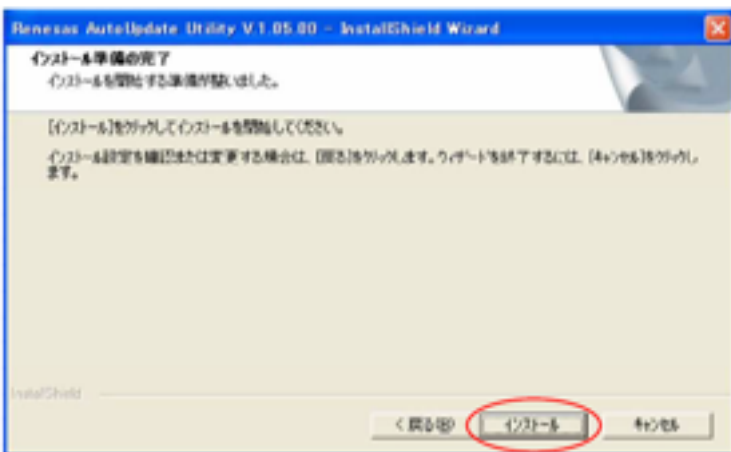 Renesas AutoUpdate Utility V.1.05.00 - InstallShield Wizard
インストール準備の完了
インストールを開始する準備が整いました。
[インストール]をクリックしてインストールを開始してください。
インストール設定を確認または変更する場合は、[戻る]をクリックします。ウィザードを終了するには、[キャンセル]をクリックし
ます。
InstallShield
< 戻る(B)
インストール
キャンセル